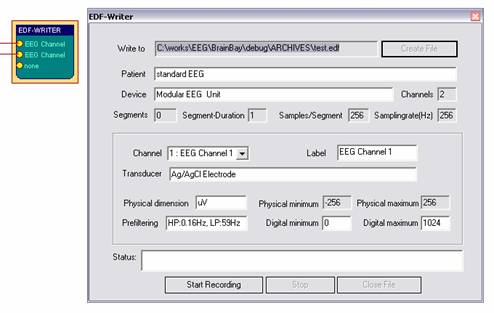 EDF-WRITER
EEG Channel
EEG Channel
none
EDF-Writer
Write to C:\works\EEG\BrainBay\debug\ARCHIVES\test.edf Create File
Patient standard EEG
Device Modular EEG Unit Channels 2
Segments 0 Segment-Duration 1 Samples/Segment 256 Samplingrate(Hz) 256
Channel 1 : EEG Channel 1 Label EEG Channel 1
Transducer Ag/AgCl Electrode
Physical dimension uV Physical minimum -256 Physical maximum 256
Prefiltering HP:0.16Hz, LP:59Hz Digital minimum 0 Digital maximum 1024
Status:
Start Recording Stop Close File